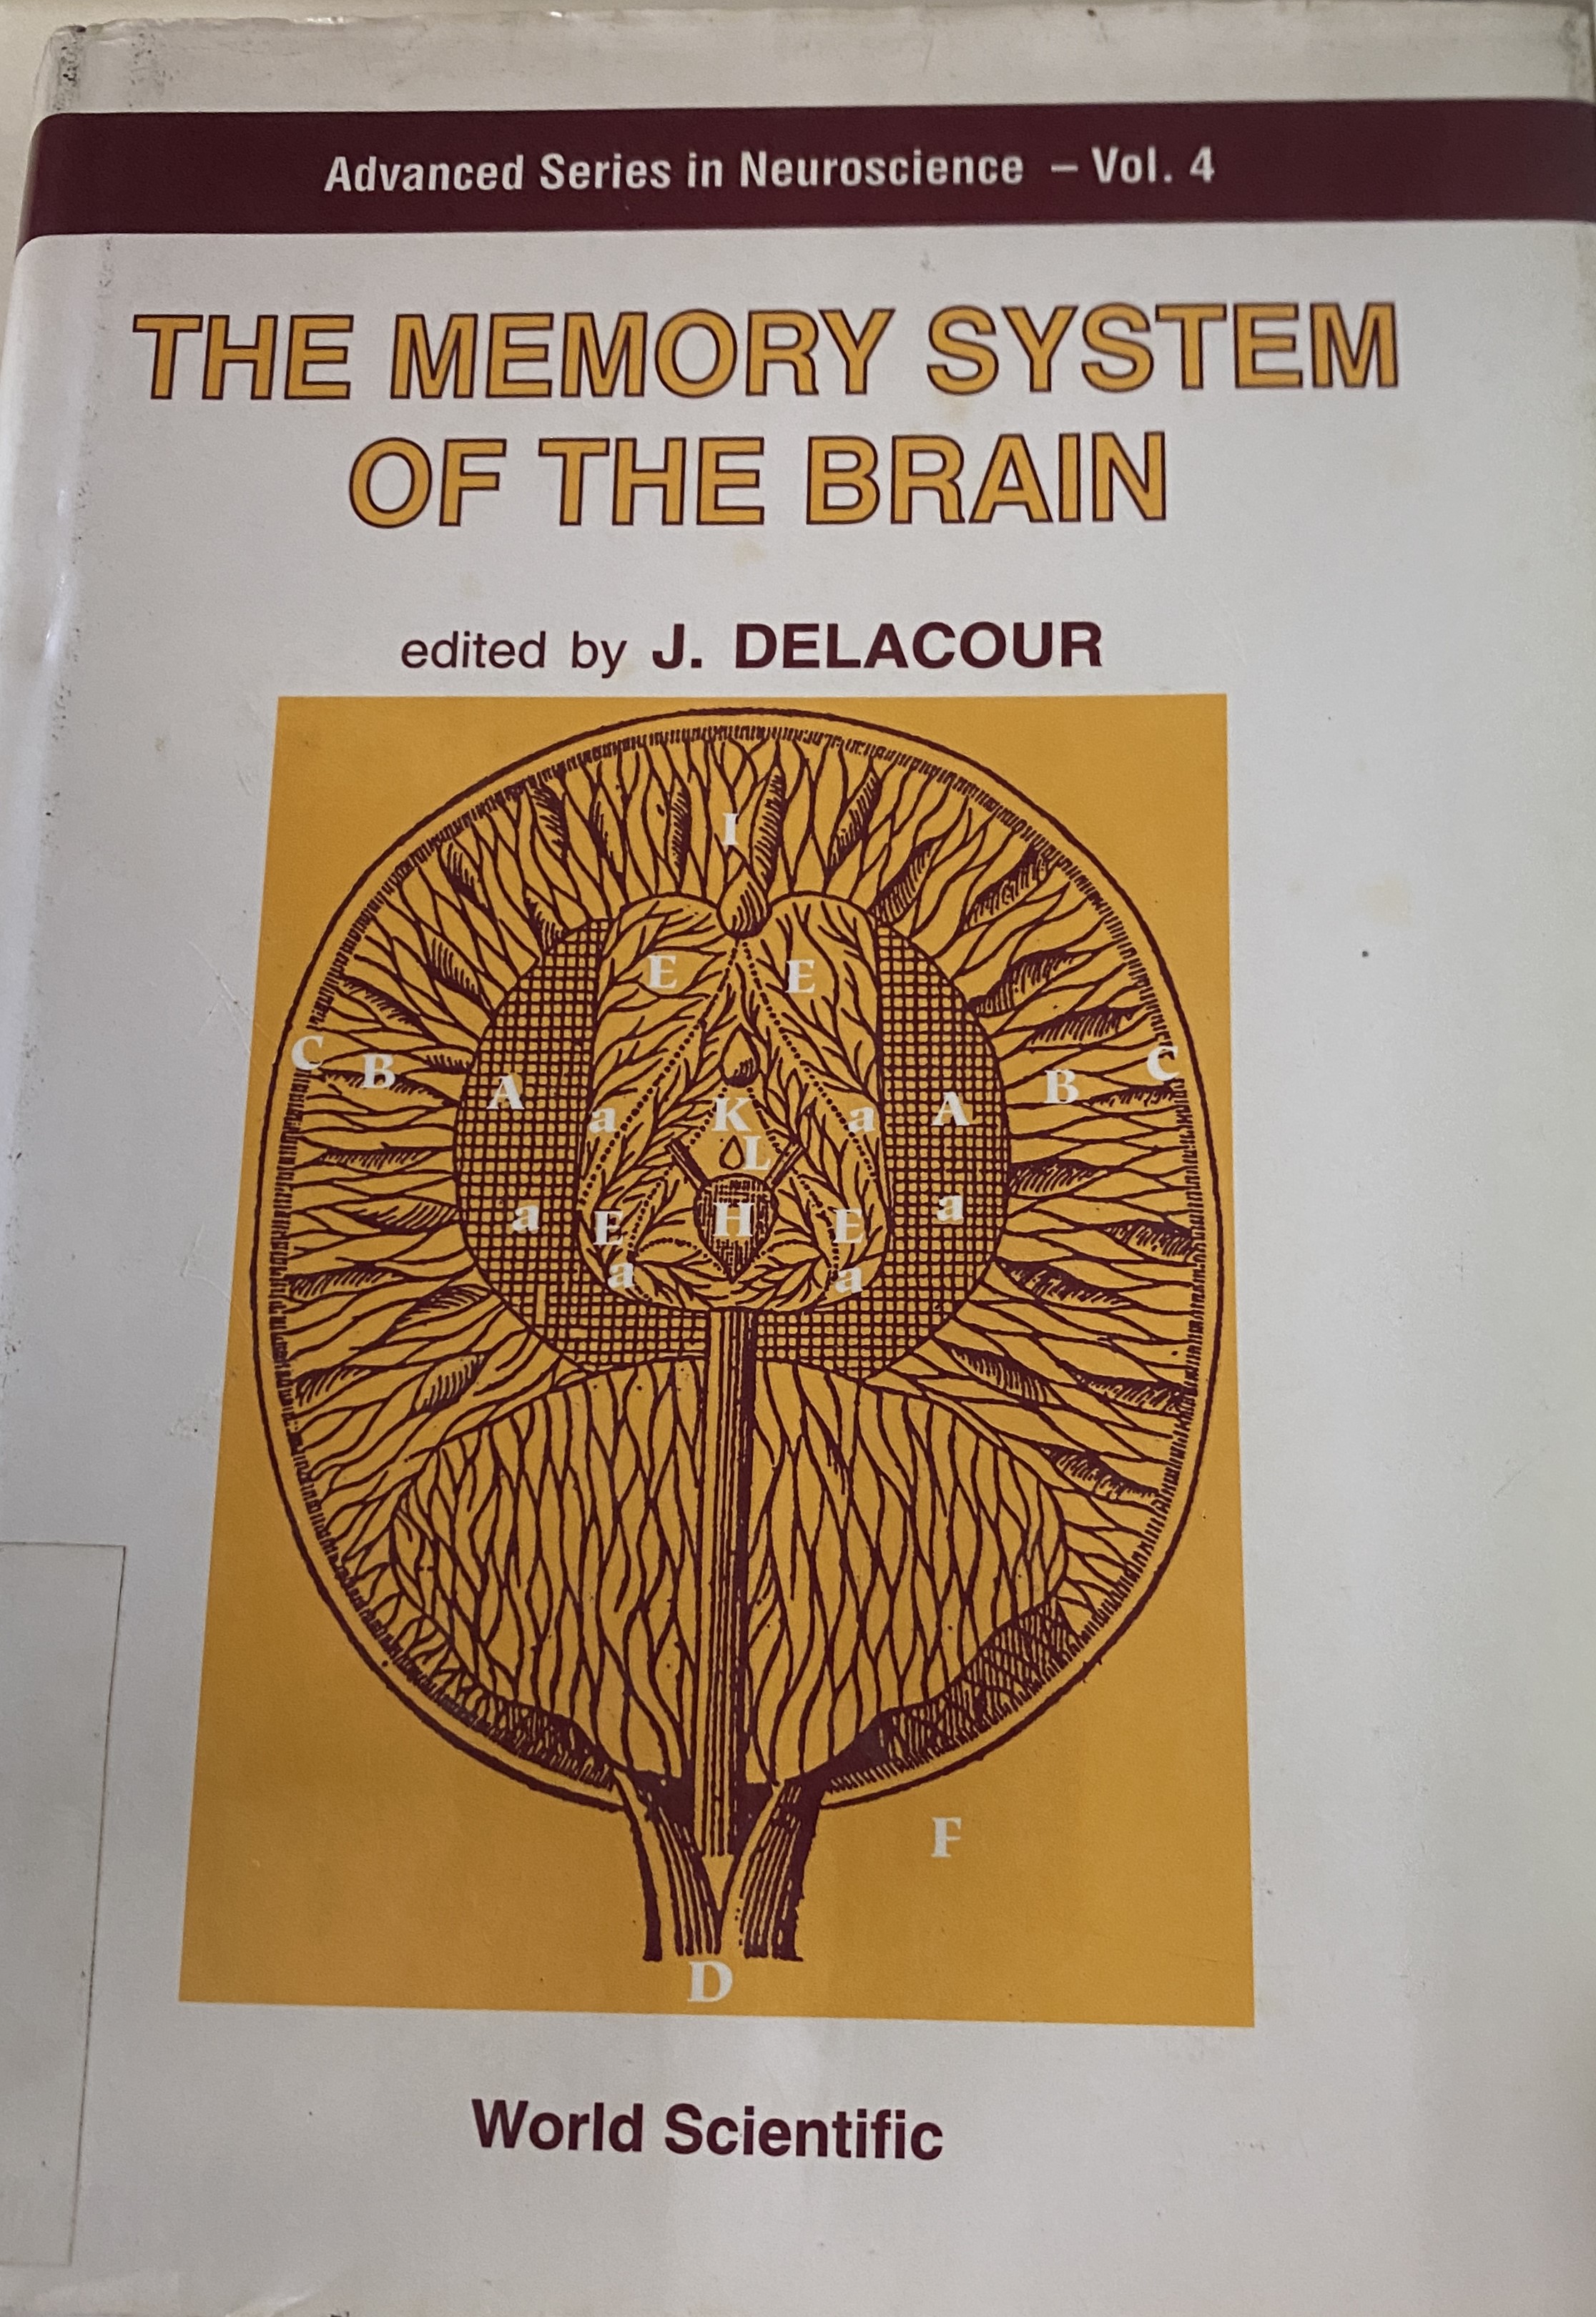 Advanced Series in Neuroscience – Vol. 4
THE MEMORY SYSTEM
OF THE BRAIN
edited by J. DELACOUR
I
E E
C B A a K a A B C
L
a E H E a
a a
F
D
World Scientific